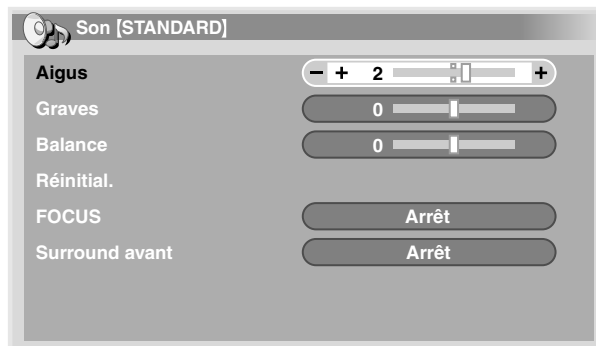 Son [STANDARD]
Aigus − + 2 +
Graves 0
Balance 0
Réinitial.
FOCUS Arrêt
Surround avant Arrêt